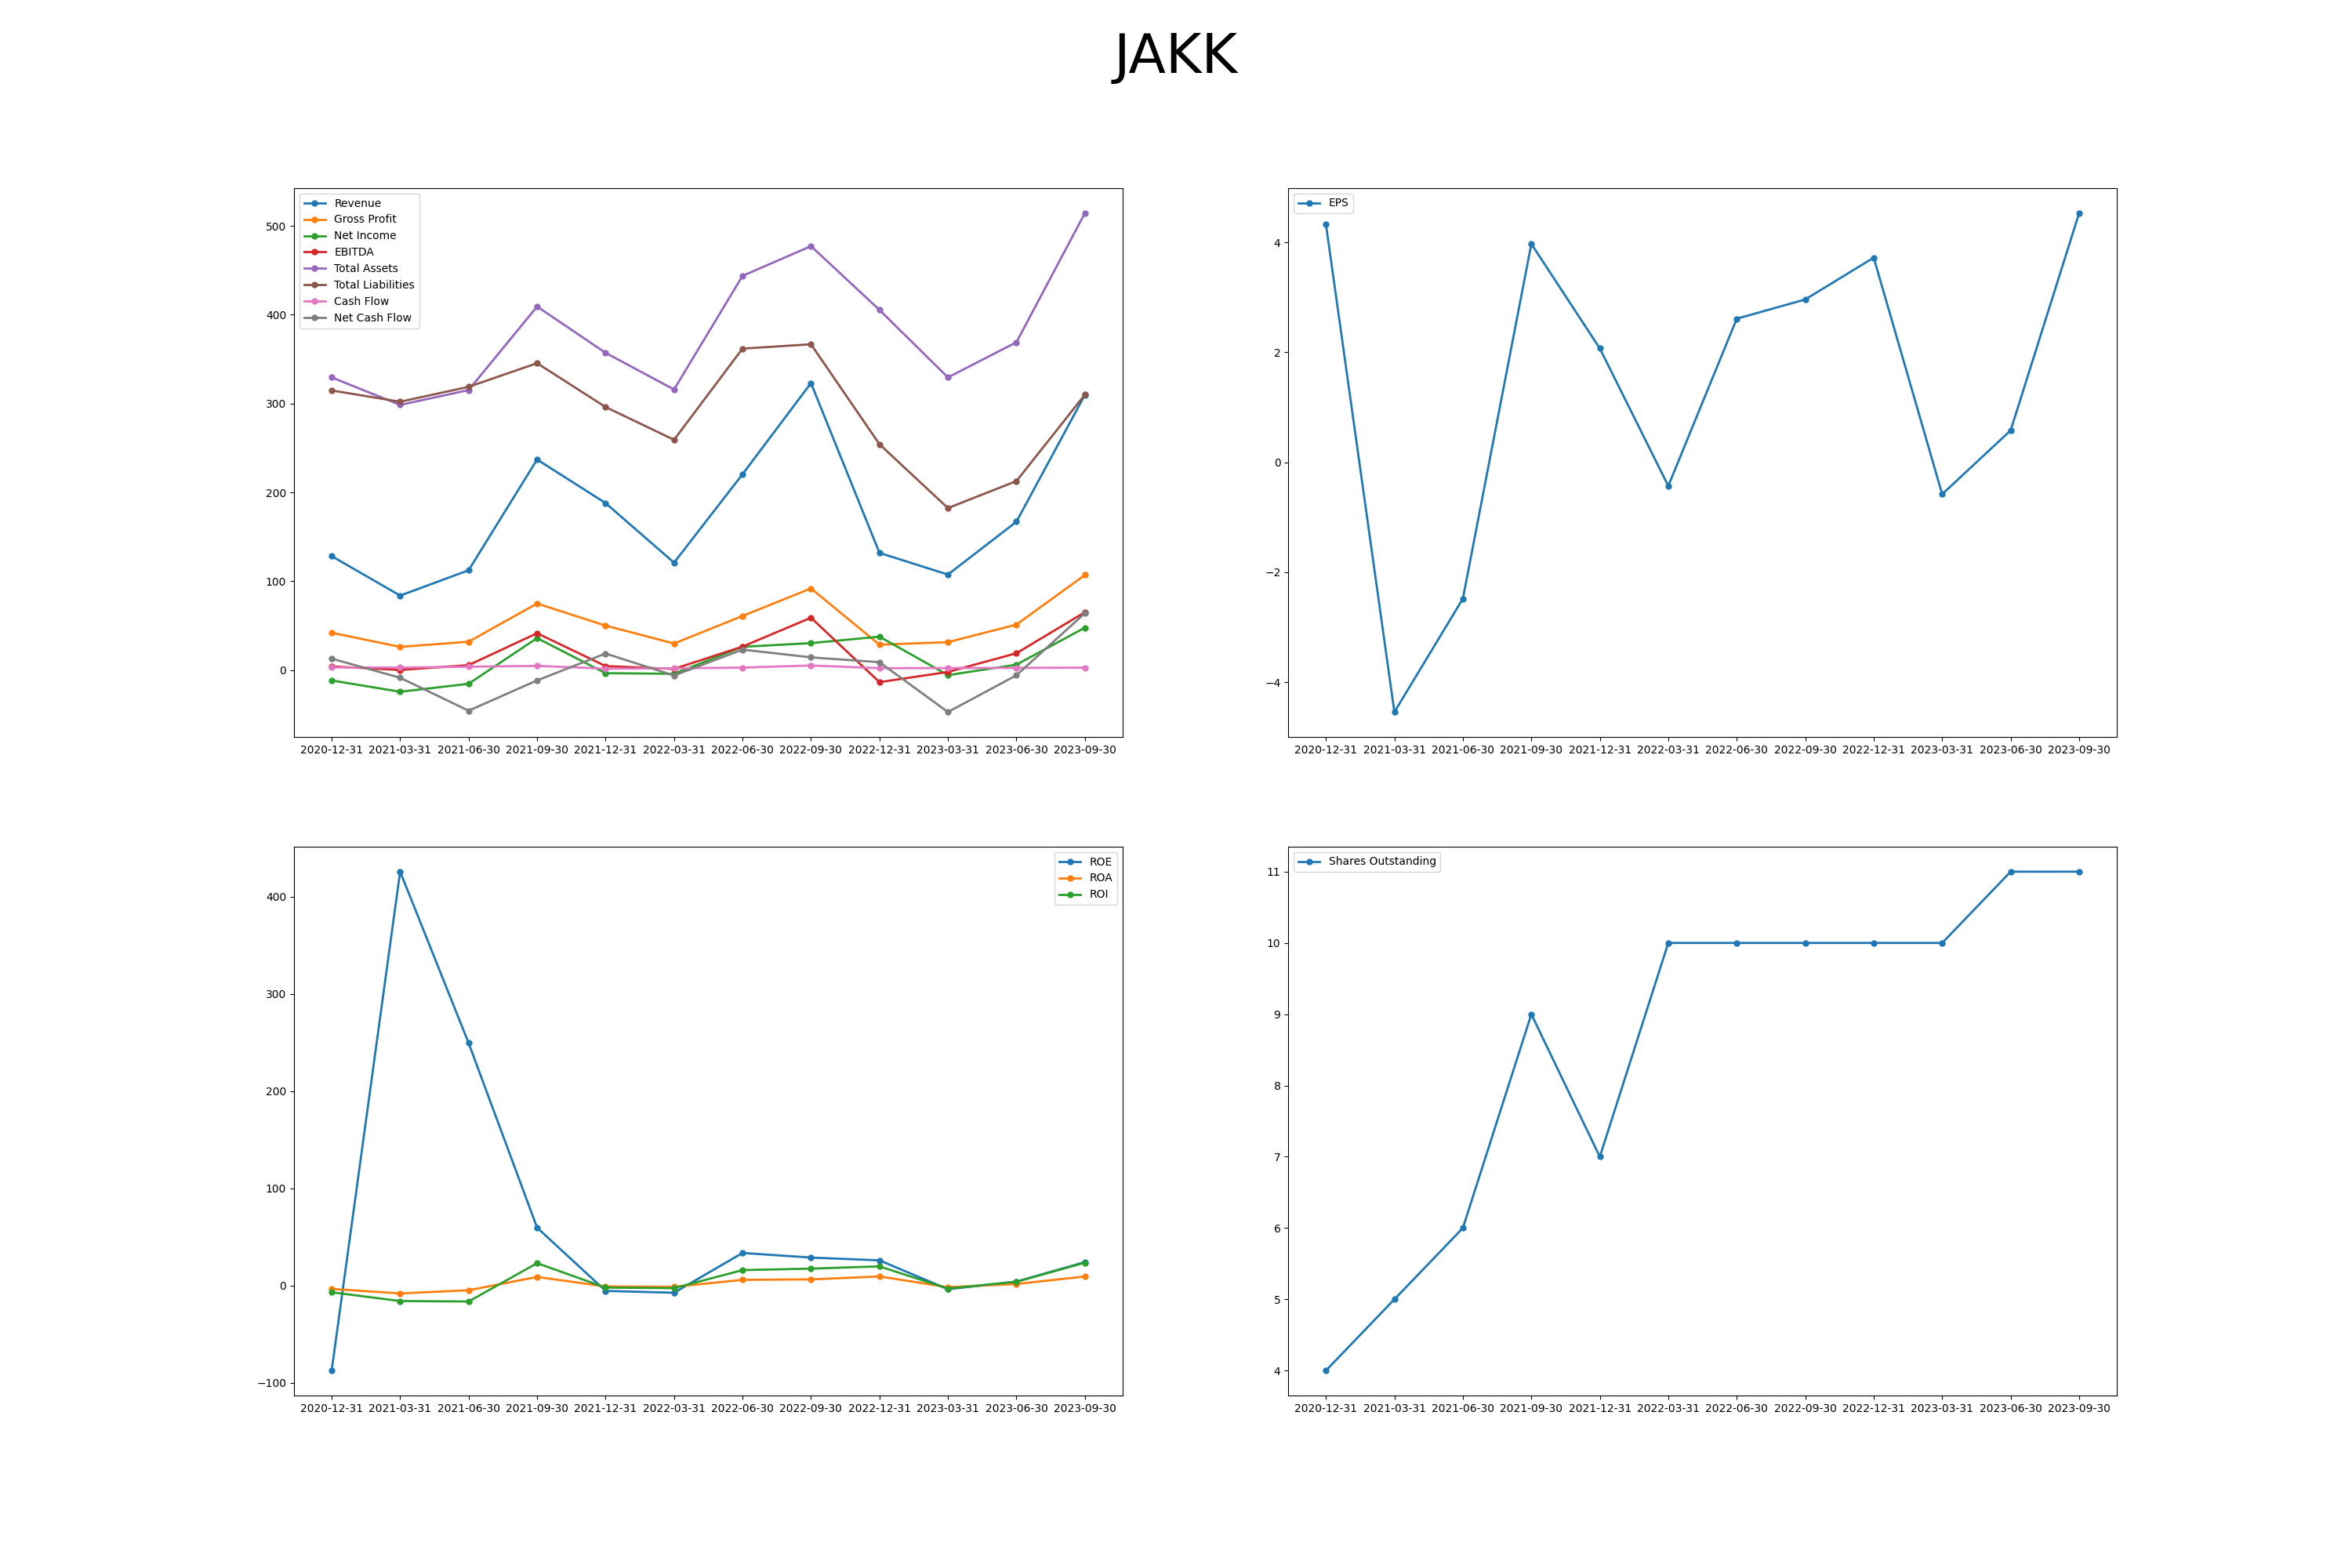 JAKK
Revenue
Gross Profit
Net Income
EBITDA
Total Assets
Total Liabilities
Cash Flow
Net Cash Flow
500
400
300
200
100
0
2020-12-31 2021-03-31 2021-06-30 2021-09-30 2021-12-31 2022-03-31 2022-06-30 2022-09-30 2022-12-31 2023-03-31 2023-06-30 2023-09-30
EPS
4
2
0
−2
−4
2020-12-31 2021-03-31 2021-06-30 2021-09-30 2021-12-31 2022-03-31 2022-06-30 2022-09-30 2022-12-31 2023-03-31 2023-06-30 2023-09-30
ROE
ROA
ROI
400
300
200
100
0
−100
2020-12-31 2021-03-31 2021-06-30 2021-09-30 2021-12-31 2022-03-31 2022-06-30 2022-09-30 2022-12-31 2023-03-31 2023-06-30 2023-09-30
Shares Outstanding
11
10
9
8
7
6
5
4
2020-12-31 2021-03-31 2021-06-30 2021-09-30 2021-12-31 2022-03-31 2022-06-30 2022-09-30 2022-12-31 2023-03-31 2023-06-30 2023-09-30